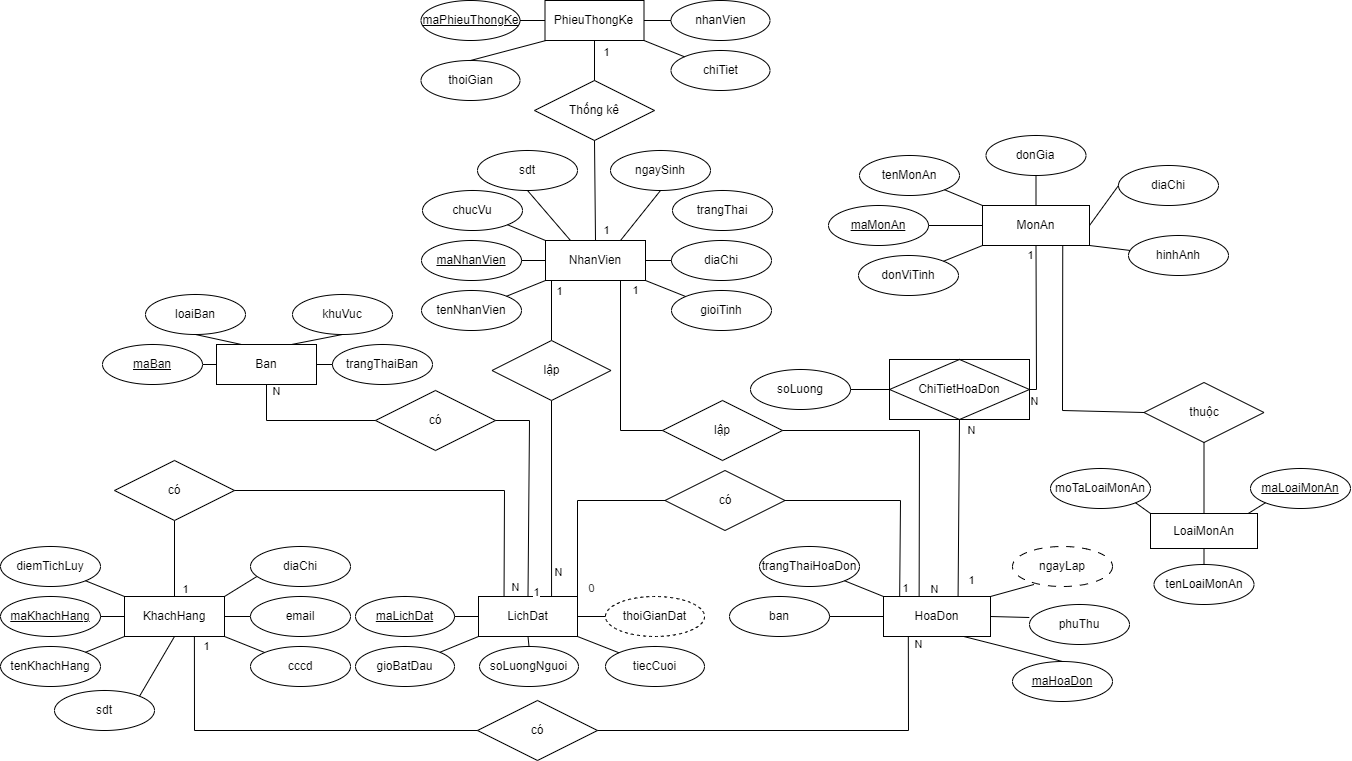 maPhieuThongKe
PhieuThongKe
nhanVien
1
thoiGian
chiTiet
Thống kê
donGia
sdt
ngaySinh
tenMonAn
diaChi
chucVu
trangThai
maMonAn
MonAn
1
maNhanVien
NhanVien
diaChi
1
hinhAnh
donViTinh
1
1
tenNhanVien
gioiTinh
loaiBan
khuVuc
maBan
Ban
trangThaiBan
lập
N
soLuong
ChiTietHoaDon
N
thuộc
có
lập
N
có
có
moTaLoaiMonAn
maLoaiMonAn
LoaiMonAn
diemTichLuy
diaChi
trangThaiHoaDon
ngayLap
N
1
tenLoaiMonAn
1
N
1
0
1
N
maKhachHang
KhachHang
email
maLichDat
LichDat
thoiGianDat
ban
HoaDon
phuThu
1
N
tenKhachHang
cccd
gioBatDau
soLuongNguoi
tiecCuoi
maHoaDon
sdt
có